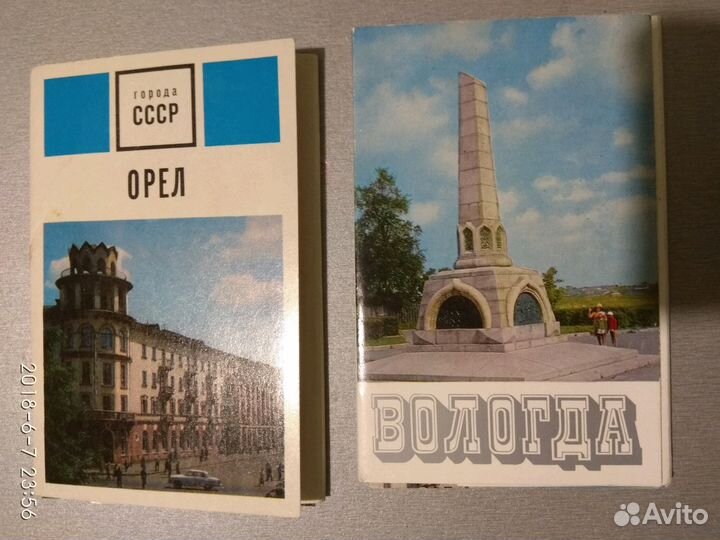 города
СССР
ОРЕЛ
ВОЛОГДА
2018-6-7 23:56
Avito